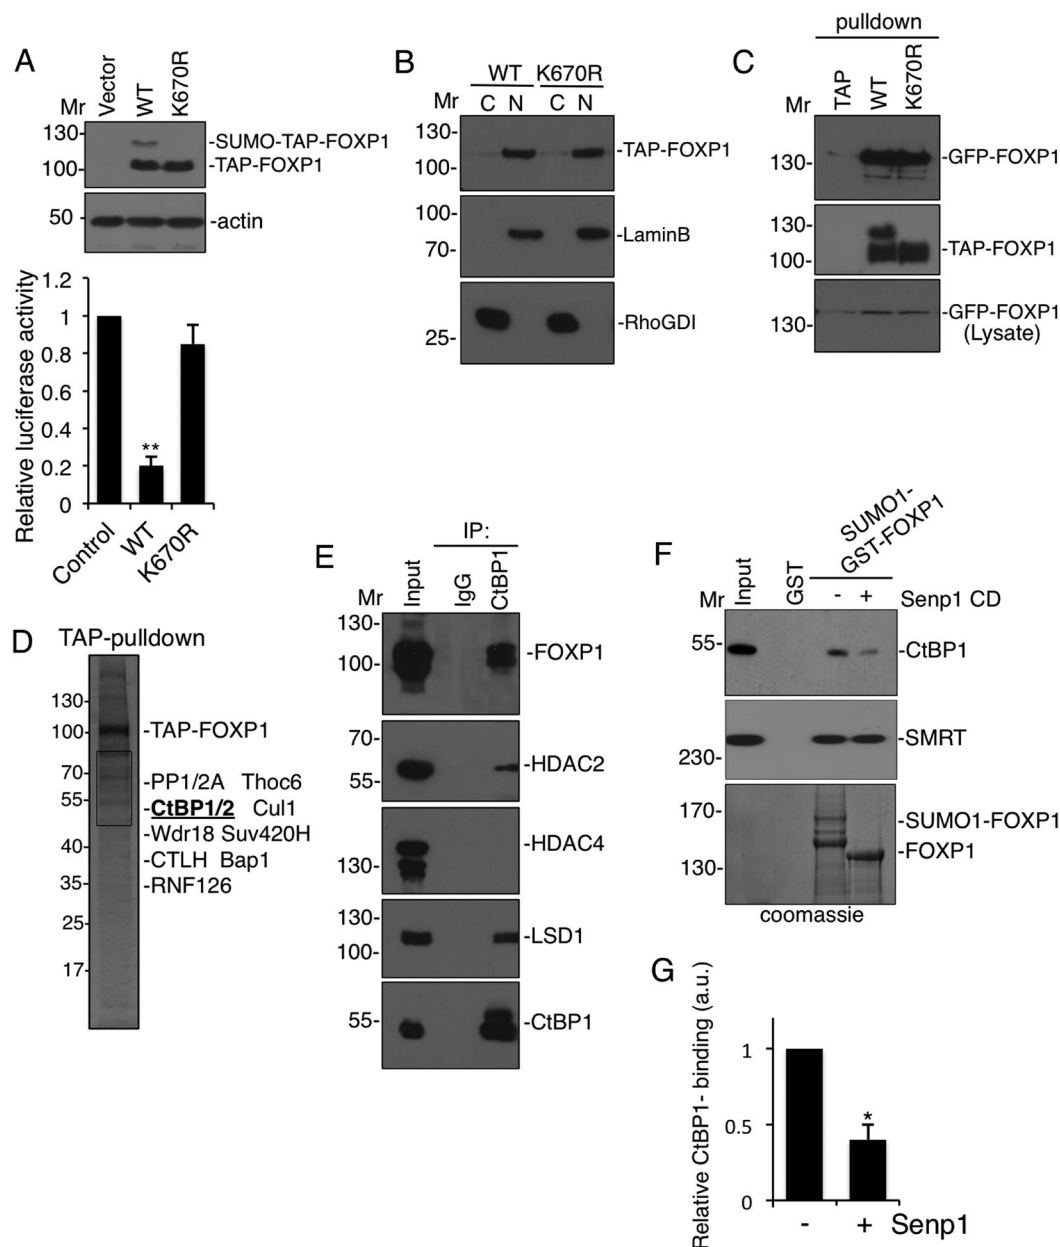 A
Mr
Vector
WT
K670R
130-
100-
-SUMO-TAP-FOXP1
-TAP-FOXP1
50
-actin
Relative luciferase activity
1.2
1
0.8
0.6
0.4
0.2
0
**
Control
WT
K670R
B
WT K670R
Mr C N C N
130-
100-
-TAP-FOXP1
100-
70-
-LaminB
25-
-RhoGDI
C
pulldown
Mr
TAP
WT
K670R
130-
-GFP-FOXP1
130-
100-
-TAP-FOXP1
130-
-GFP-FOXP1
(Lysate)
D
TAP-pulldown
130-
100-
70-
55-
40-
35-
25-
17-
-TAP-FOXP1
-PP1/2A Thoc6
-CtBP1/2 Cul1
-Wdr18 Suv420H
-CTLH Bap1
-RNF126
E
IP:
Mr
Input
IgG
CtBP1
130-
100-
-FOXP1
70-
55-
-HDAC2
130-
-HDAC4
130-
100-
-LSD1
55-
-CtBP1
F
SUMO1-
GST-FOXP1
Mr
Input
GST
- + Senp1 CD
55-
-CtBP1
230-
-SMRT
170-
130-
-SUMO1-FOXP1
-FOXP1
coomassie
G
Relative CtBP1- binding (a.u.)
1
0.5
0
*
- + Senp1